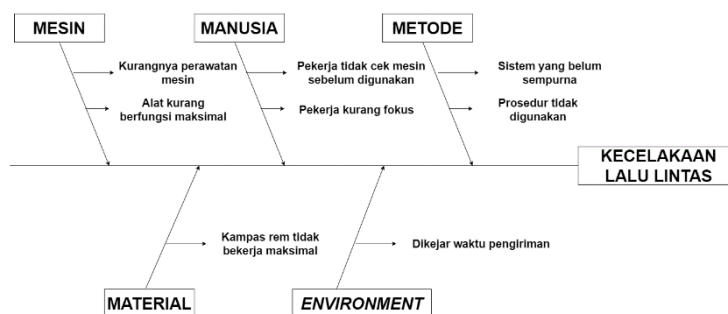 MESIN
MANUSIA
METODE
Kurangnya perawatan
mesin
Alat kurang
berfungsi maksimal
Pekerja tidak cek mesin
sebelum digunakan
Pekerja kurang fokus
Sistem yang belum
sempurna
Prosedur tidak
digunakan
KECELAKAAN
LALU LINTAS
Kampas rem tidak
bekerja maksimal
Dikejar waktu pengiriman
MATERIAL
ENVIRONMENT